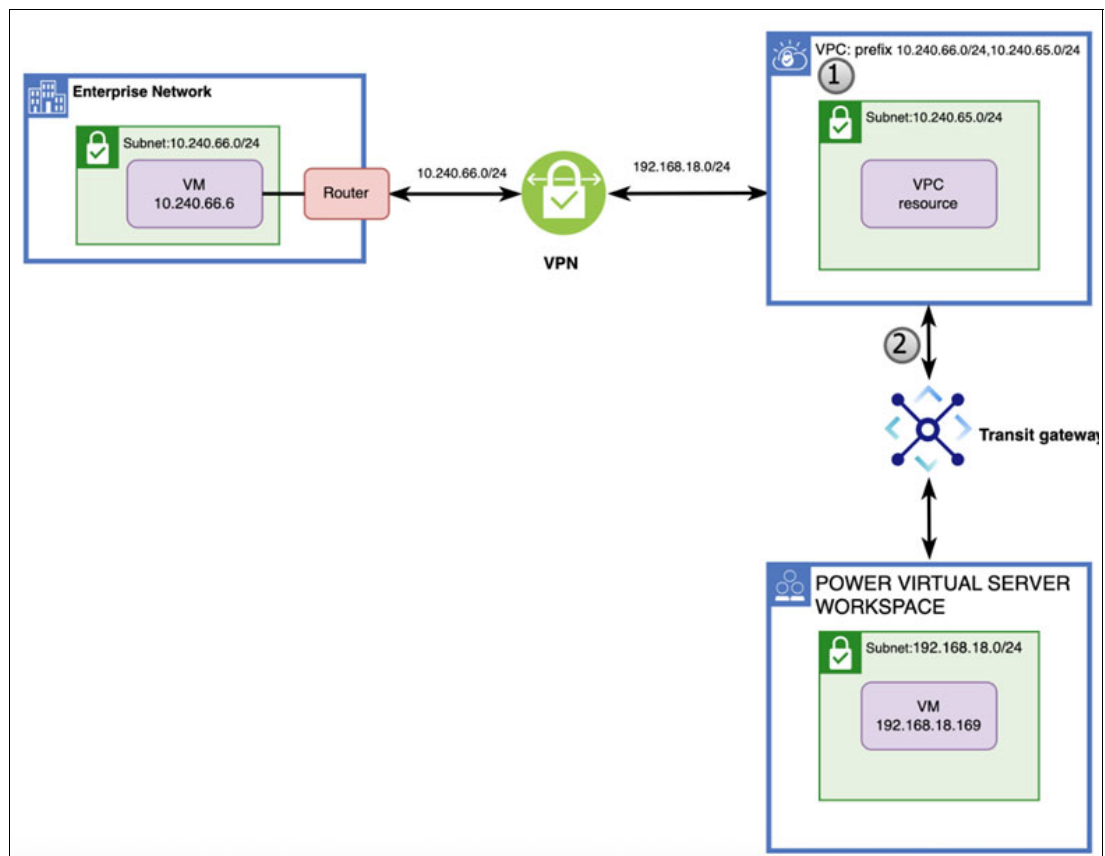 Enterprise Network
Subnet:10.240.66.0/24
VM
10.240.66.6
Router
10.240.66.0/24
VPN
192.168.18.0/24
VPC: prefix 10.240.66.0/24,10.240.65.0/24
1
Subnet:10.240.65.0/24
VPC
resource
2
Transit gateway
POWER VIRTUAL SERVER
WORKSPACE
Subnet:192.168.18.0/24
VM
192.168.18.169